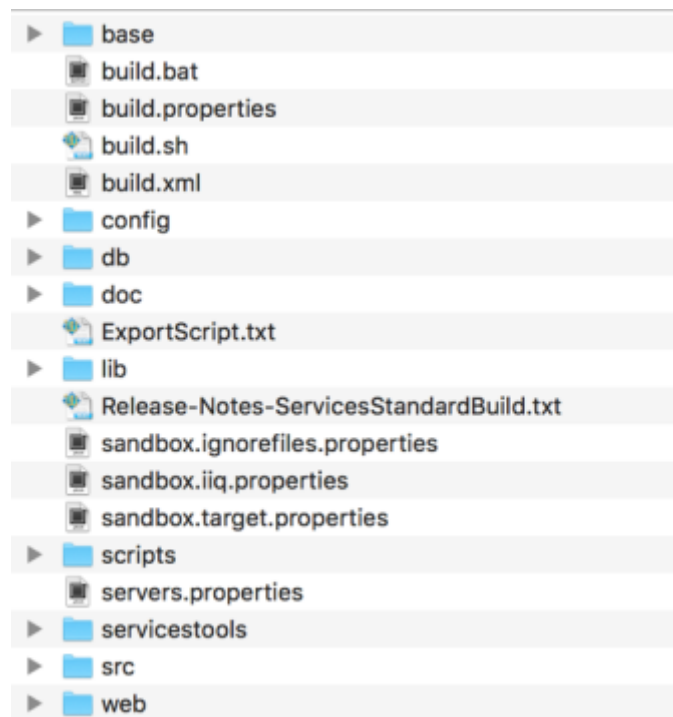 base
build.bat
build.properties
build.sh
build.xml
config
db
doc
ExportScript.txt
lib
Release-Notes-ServicesStandardBuild.txt
sandbox.ignorefiles.properties
sandbox.iiq.properties
sandbox.target.properties
scripts
servers.properties
servicestools
src
web